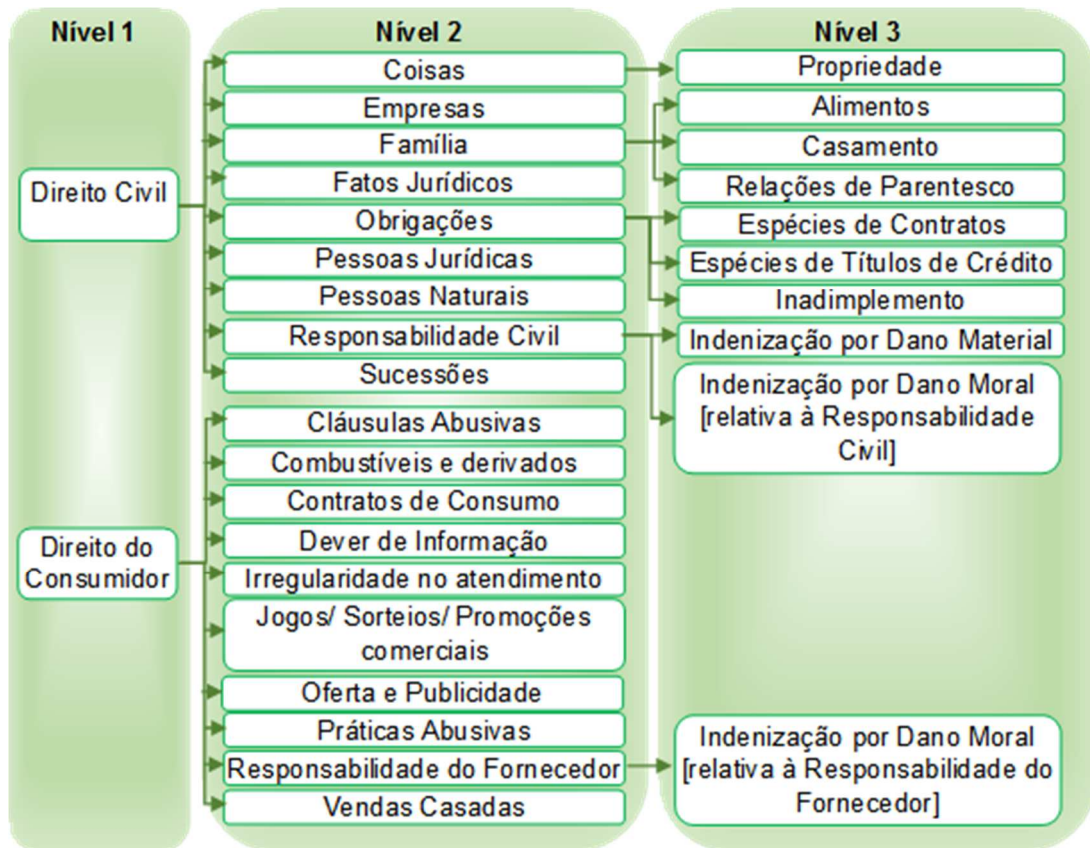 Nível 1
Direito Civil
Direito do
Consumidor
Nível 2
Coisas
Empresas
Família
Fatos Jurídicos
Obrigações
Pessoas Jurídicas
Pessoas Naturais
Responsabilidade Civil
Sucessões
Cláusulas Abusivas
Combustíveis e derivados
Contratos de Consumo
Dever de Informação
Irregularidade no atendimento
Jogos/ Sorteios/ Promoções
comerciais
Oferta e Publicidade
Práticas Abusivas
Responsabilidade do Fornecedor
Vendas Casadas
Nível 3
Propriedade
Alimentos
Casamento
Relações de Parentesco
Espécies de Contratos
Espécies de Títulos de Crédito
Inadimplemento
Indenização por Dano Material
Indenização por Dano Moral
[relativa à Responsabilidade
Civil]
Indenização por Dano Moral
[relativa à Responsabilidade do
Fornecedor]